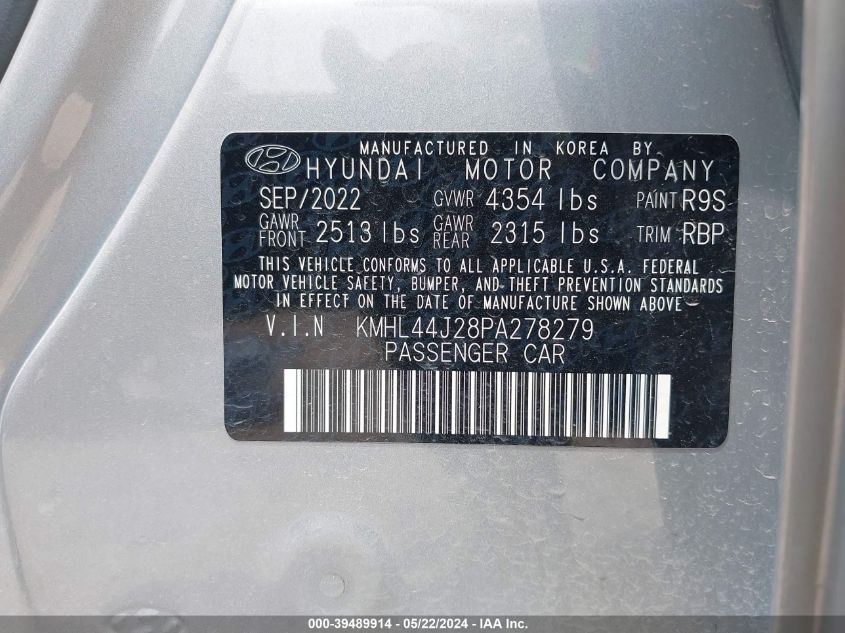 MANUFACTURED IN KOREA BY
HYUNDAI MOTOR COMPANY
SEP/2022 GVWR 4354 lbs PAINT R9S
GAWR FRONT 2513 lbs GAWR REAR 2315 lbs TRIM RBP
THIS VEHICLE CONFORMS TO ALL APPLICABLE U.S.A. FEDERAL
MOTOR VEHICLE SAFETY, BUMPER, AND THEFT PREVENTION STANDARDS
IN EFFECT ON THE DATE OF MANUFACTURING SHOWN ABOVE
V.I.N KMHL44J28PA278279
PASSENGER CAR
000-39489914 - 05/22/2024 - IAA Inc.